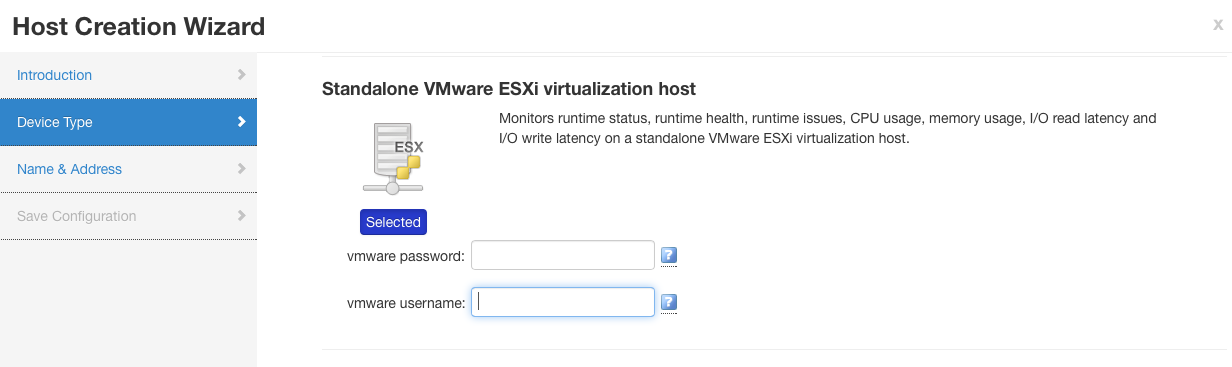 Host Creation Wizard
x
Introduction
Device Type
Name & Address
Save Configuration
Standalone VMware ESXi virtualization host
Monitors runtime status, runtime health, runtime issues, CPU usage, memory usage, I/O read latency and
I/O write latency on a standalone VMware ESXi virtualization host.
ESX
Selected
vmware password:
?
vmware username:
?